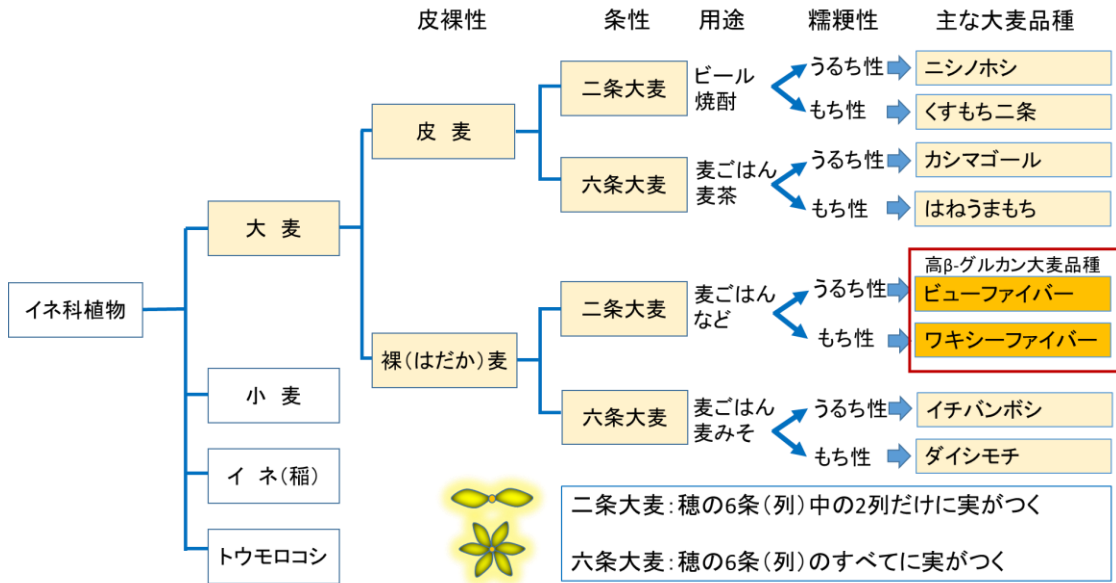 皮裸性 条性 用途 糯粳性 主な大麦品種
イネ科植物
大 麦
小 麦
イ ネ(稲)
トウモロコシ
皮 麦
裸(はだか)麦
二条大麦
ビール
焼酎
うるち性
ニシノホシ
もち性
くすもち二条
六条大麦
麦ごはん
麦茶
うるち性
カシマゴール
もち性
はねうまもち
二条大麦
麦ごはん
など
高β-グルカン大麦品種
うるち性
ビューファイバー
もち性
ワキシーファイバー
六条大麦
麦ごはん
麦みそ
うるち性
イチバンボシ
もち性
ダイシモチ
二条大麦:穂の6条(列)中の2列だけに実がつく
六条大麦:穂の6条(列)のすべてに実がつく